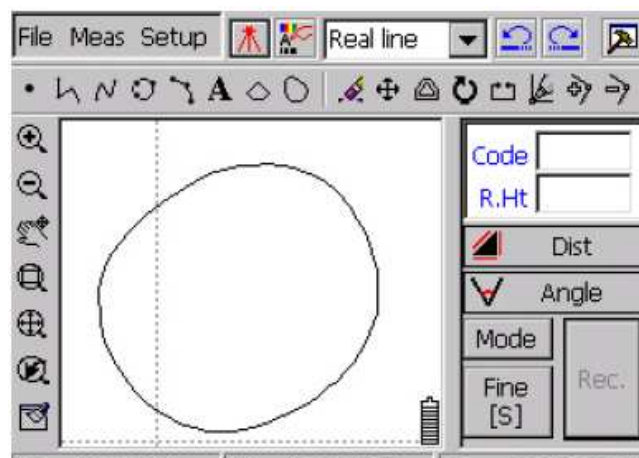 File Meas Setup Real line
A
Code
R.Ht
Dist
Angle
Mode
Rec.
Fine
[S]